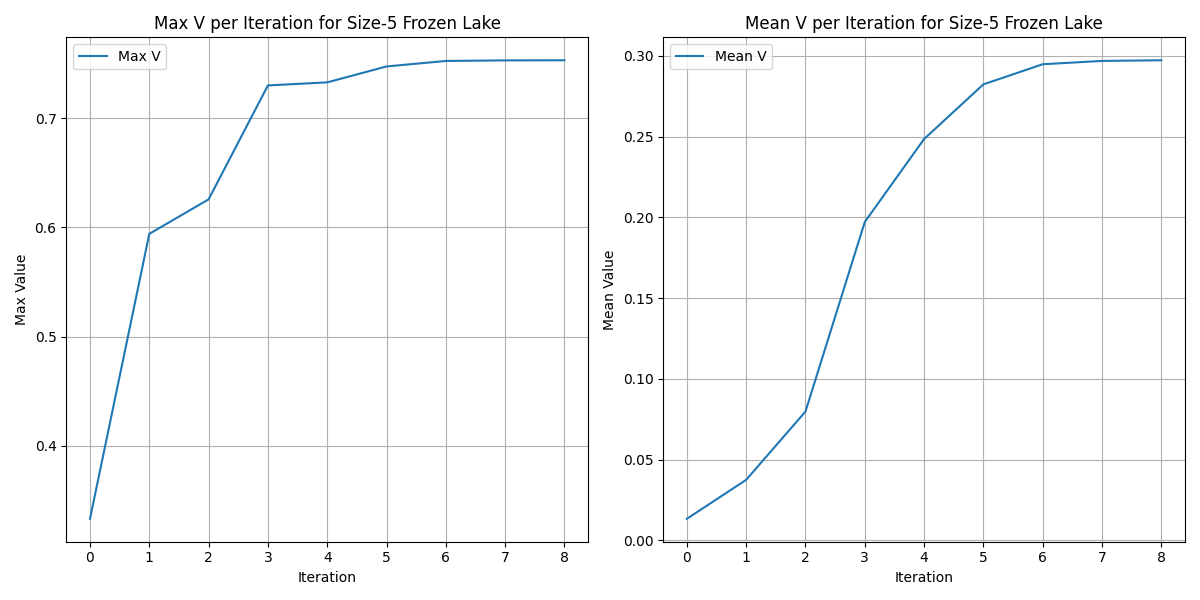 Max V per Iteration for Size-5 Frozen Lake
Max V
0.7
0.6
0.5
0.4
Max Value
0 1 2 3 4 5 6 7 8
Iteration
Mean V per Iteration for Size-5 Frozen Lake
Mean V
0.30
0.25
0.20
0.15
0.10
0.05
0.00
Mean Value
0 1 2 3 4 5 6 7 8
Iteration